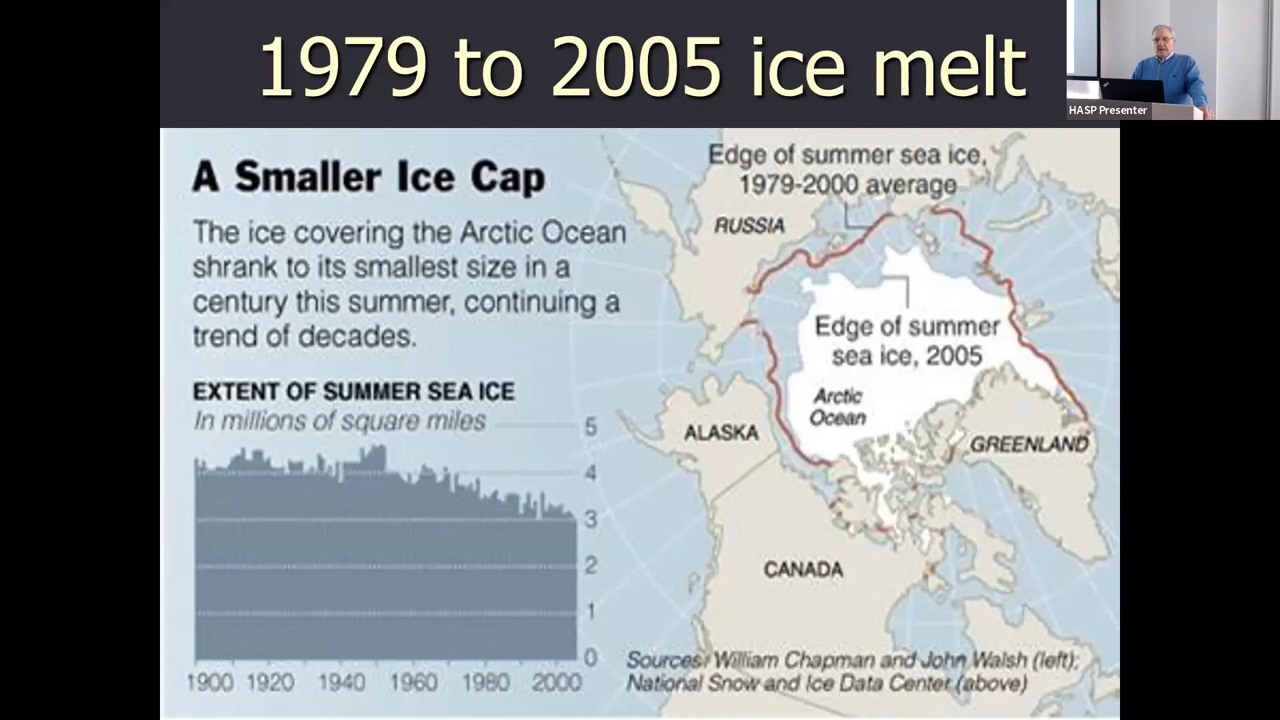 1979 to 2005 ice melt
HASP Presenter
A Smaller Ice Cap
The ice covering the Arctic Ocean
shrank to its smallest size in a
century this summer, continuing a
trend of decades.
EXTENT OF SUMMER SEA ICE
In millions of square miles
5
4
3
2
1
0
1900 1920 1940 1960 1980 2000
Edge of summer sea ice,
1979-2000 average
RUSSIA
Edge of summer
sea ice, 2005
Arctic
Ocean
ALASKA
GREENLAND
CANADA
Sources: William Chapman and John Walsh (left);
National Snow and Ice Data Center (above)